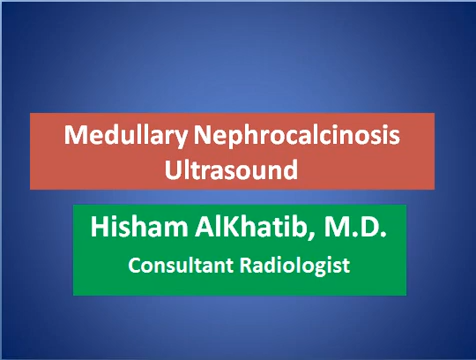 Medullary Nephrocalcinosis
Ultrasound
Hisham AlKhatib, M.D.
Consultant Radiologist